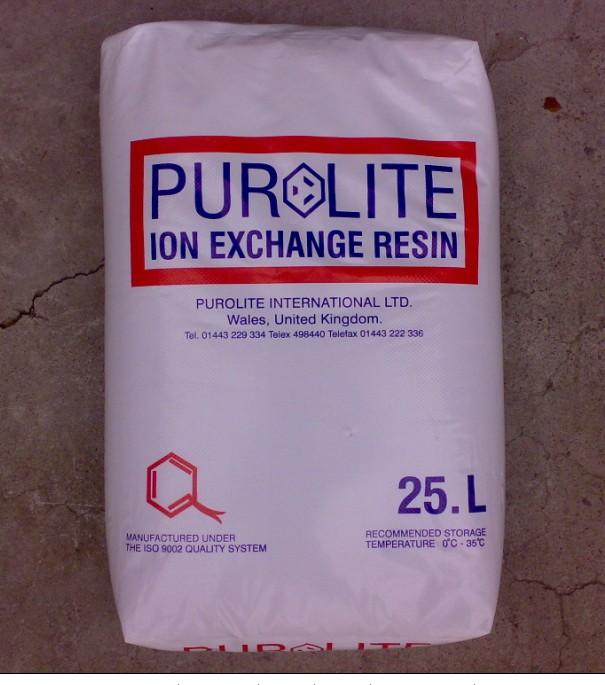 PUROLITE
ION EXCHANGE RESIN
PUROLITE INTERNATIONAL LTD.
Wales, United Kingdom.
Tel. 01443 229 334 Telex 498440 Telefax 01443 222 336
25.L
MANUFACTURED UNDER
THE ISO 9002 QUALITY SYSTEM
RECOMMENDED STORAGE
TEMPERATURE 0°C - 35°C
PUROLITE